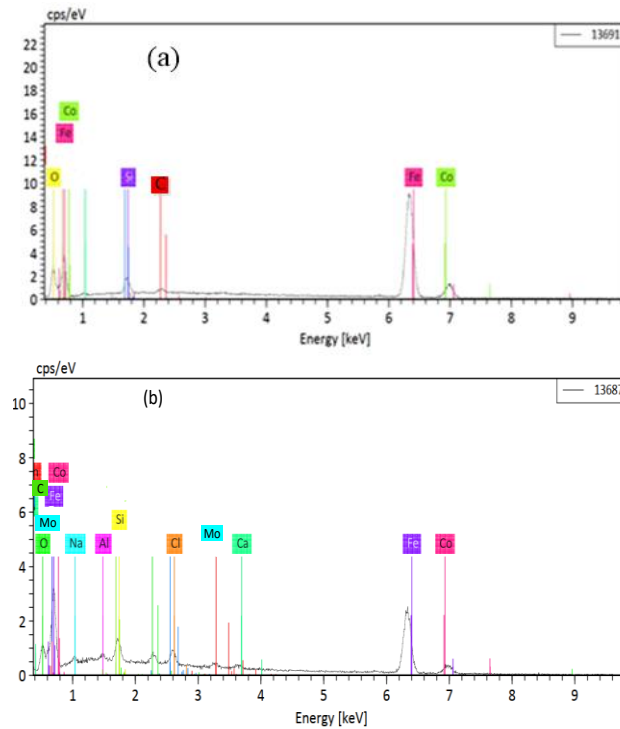 cps/eV
(a)
13691
22
20
18
16
14
12
10
8
6
4
2
0
Co
Fe
O
Si
C
Fe
Co
1 2 3 4 5 6 7 8 9
Energy [keV]
cps/eV
(b)
13687
10
8
6
4
2
0
Co
C
Fe
Mo
Si
Mo
O
Na
Al
Cl
Ca
Fe
Co
1 2 3 4 5 6 7 8 9
Energy [keV]